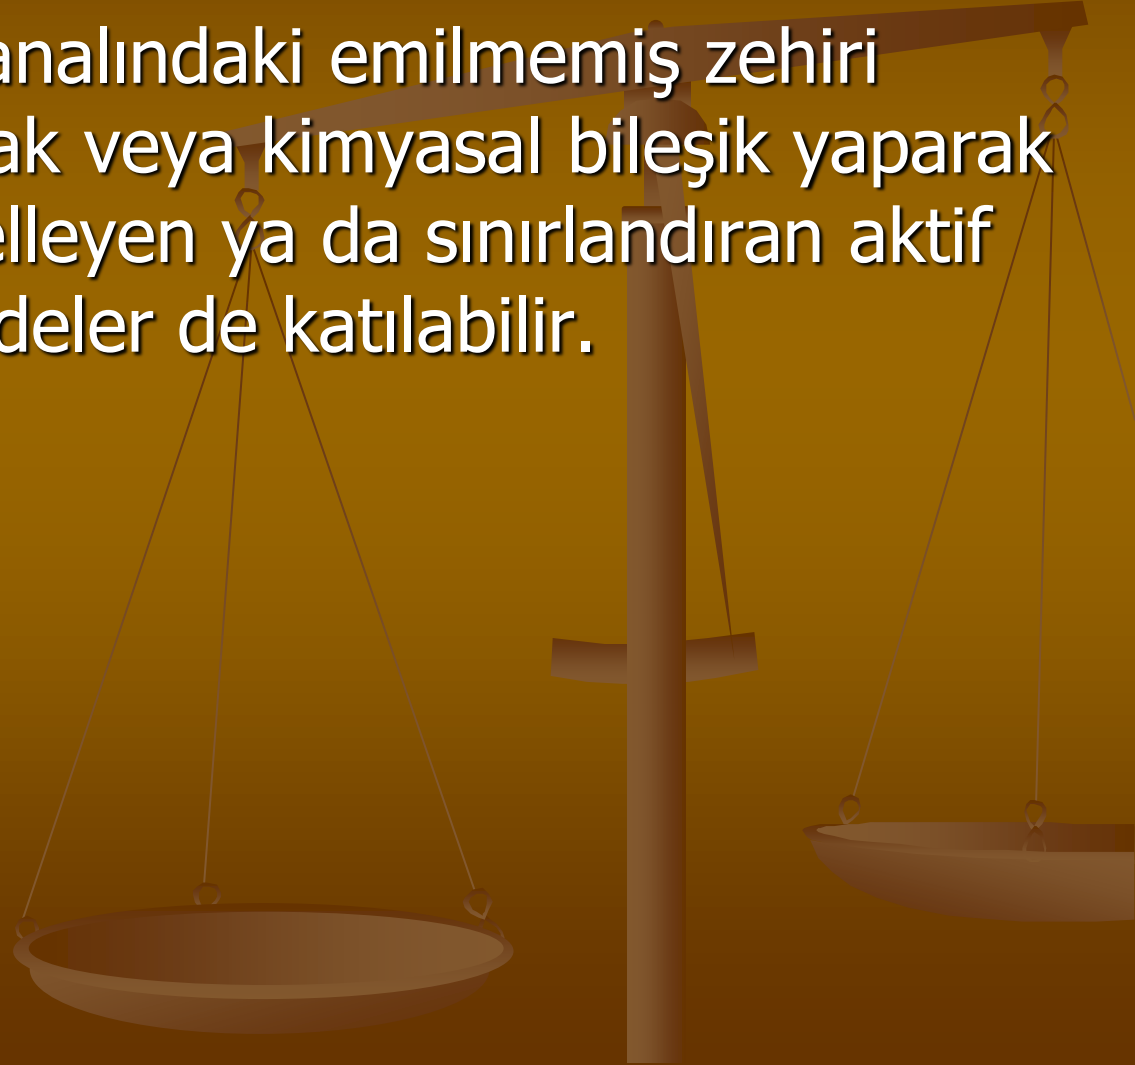 analındaki emilmemiş zehiri
ak veya kimyasal bileşik yaparak
elleyen ya da sınırlandıran aktif
deler de katılabilir.